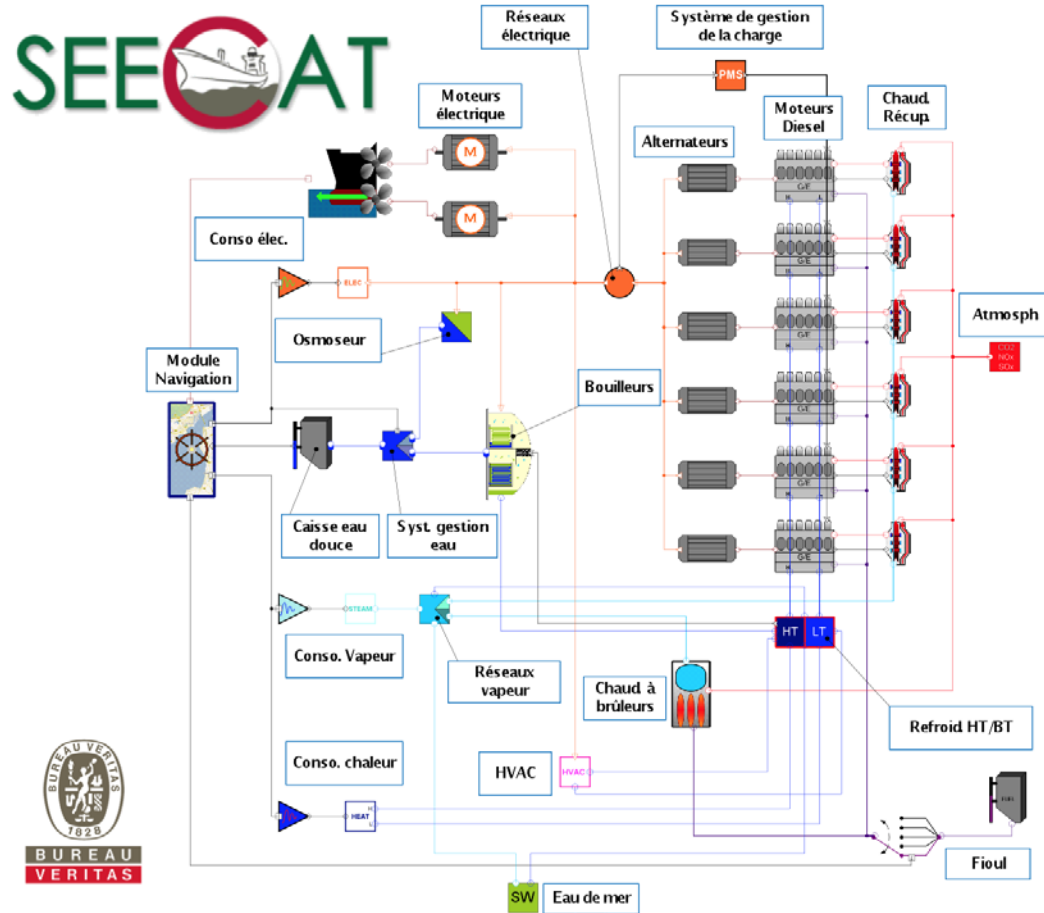 SEECAT
Réseaux
électrique
Système de gestion
de la charge
PMS
Moteurs
électrique
Moteurs
Diesel
Chaud.
Récup.
Alternateurs
M
M
G/E
H
L
G/E
H
G/E
H
G/E
H
G/E
H
G/E
H
Conso élec.
ELEC
Osmoseur
Atmosph
CO2
NOx
SOx
Module
Navigation
Bouilleurs
Caisse eau
douce
Syst. gestion
eau
STEAM
HT
LT
Conso. Vapeur
Réseaux
vapeur
Chaud. à
brûleurs
Refroid. HT/BT
Conso. chaleur
HVAC
HVAC
HEAT
H
L
FUEL
Fioul
SW
Eau de mer
BUREAU VERITAS
1828
BUREAU
VERITAS